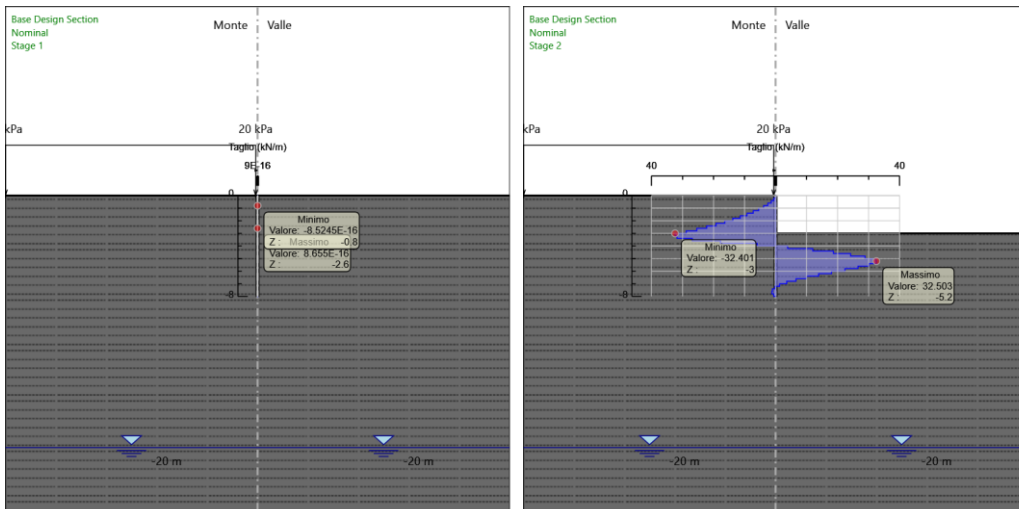 Base Design Section
Nominal
Stage 1
Monte
Valle
kPa
20 kPa
Taglio (kN/m)
9E-16
0
Minimo
Valore: -8.5245E-16
Z : Massimo -0.8
Valore: 8.655E-16
Z : -2.6
-8
-20 m
-20 m
Base Design Section
Nominal
Stage 2
Monte
Valle
kPa
20 kPa
Taglio (kN/m)
40
40
0
Minimo
Valore: -32.401
Z : -3
Massimo
Valore: 32.503
Z : -5.2
-8
-20 m
-20 m